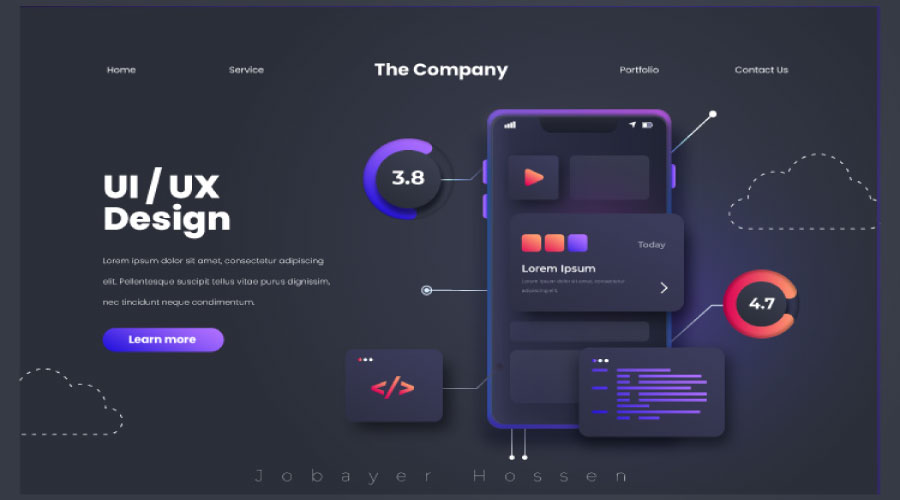 Home
Service
The Company
Portfolio
Contact Us
UI / UX
Design
Lorem ipsum dolor sit amet, consectetur adipiscing
elit. Pellentesque suscipit tellus vitae purus dignissim,
nec tincidunt neque condimentum.
Learn more
3.8
Today
Lorem Ipsum
Lorem ipsum dolor sit amet, consectetur
adipiscing elit.
4.7
</>
Jobayer Hossen